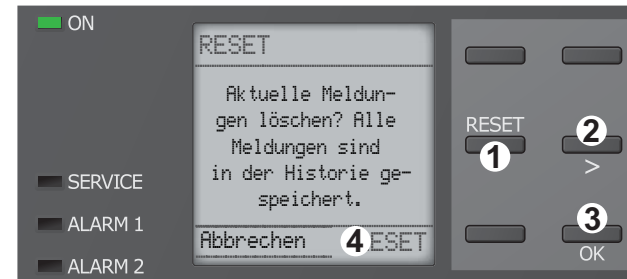 ON
RESET
Aktuelle Meldun-
gen löschen? Alle
Meldungen sind
in der Historie ge-
speichert.
Abbrechen 4 ESET
SERVICE
ALARM 1
ALARM 2
RESET
1
2
>
3
OK